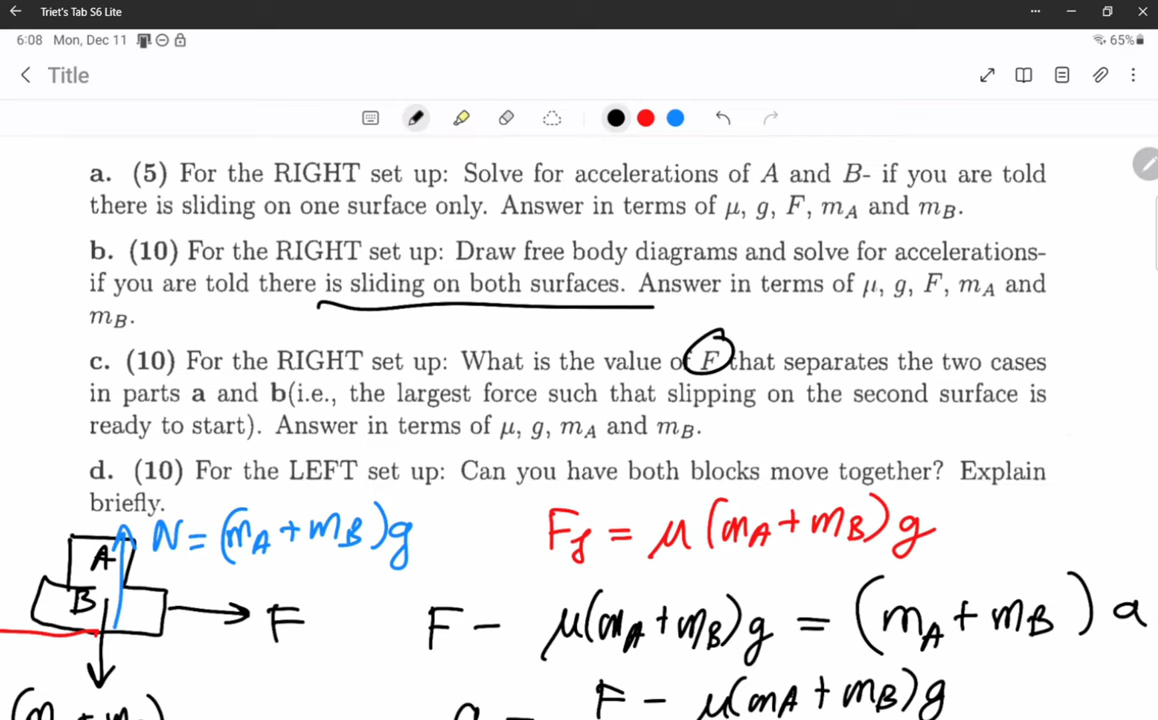 Triet's Tab S6 Lite
6:08 Mon, Dec 11
65%
Title
a. (5) For the RIGHT set up: Solve for accelerations of A and B- if you are told
there is sliding on one surface only. Answer in terms of μ, g, F, m_A and m_B.
b. (10) For the RIGHT set up: Draw free body diagrams and solve for accelerations-
if you are told there is sliding on both surfaces. Answer in terms of μ, g, F, m_A and
m_B.
c. (10) For the RIGHT set up: What is the value of F that separates the two cases
in parts a and b(i.e., the largest force such that slipping on the second surface is
ready to start). Answer in terms of μ, g, m_A and m_B.
d. (10) For the LEFT set up: Can you have both blocks move together? Explain
briefly.
N = (m_A + m_B)g
F_f = μ(m_A + m_B)g
A
B
F
F - μ(m_A + m_B)g = (m_A + m_B) a
F - μ(m_A + m_B)g
a =